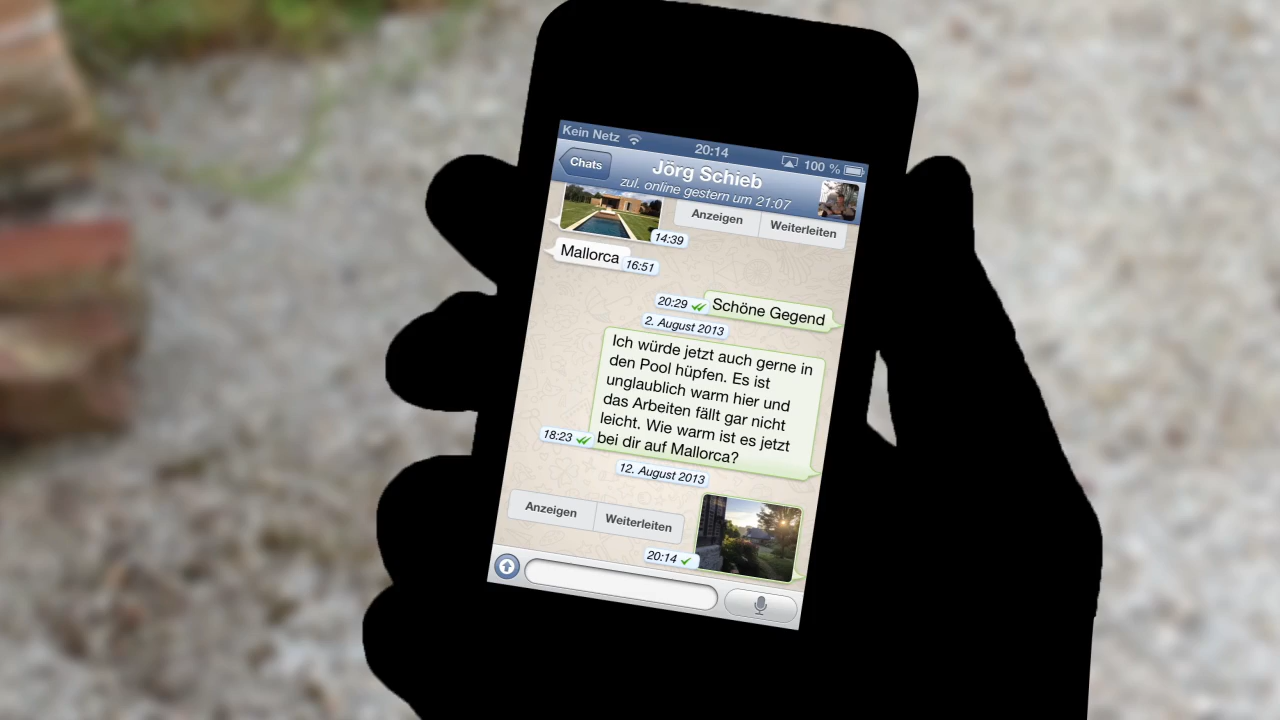 Kein Netz 20:14 100 %
Chats Jörg Schieb
zul. online gestern um 21:07
Anzeigen Weiterleiten
14:39
Mallorca 16:51
20:29 Schöne Gegend
2. August 2013
Ich würde jetzt auch gerne in
den Pool hüpfen. Es ist
unglaublich warm hier und
das Arbeiten fällt gar nicht
leicht. Wie warm ist es jetzt
18:23 bei dir auf Mallorca?
12. August 2013
Anzeigen Weiterleiten
20:14